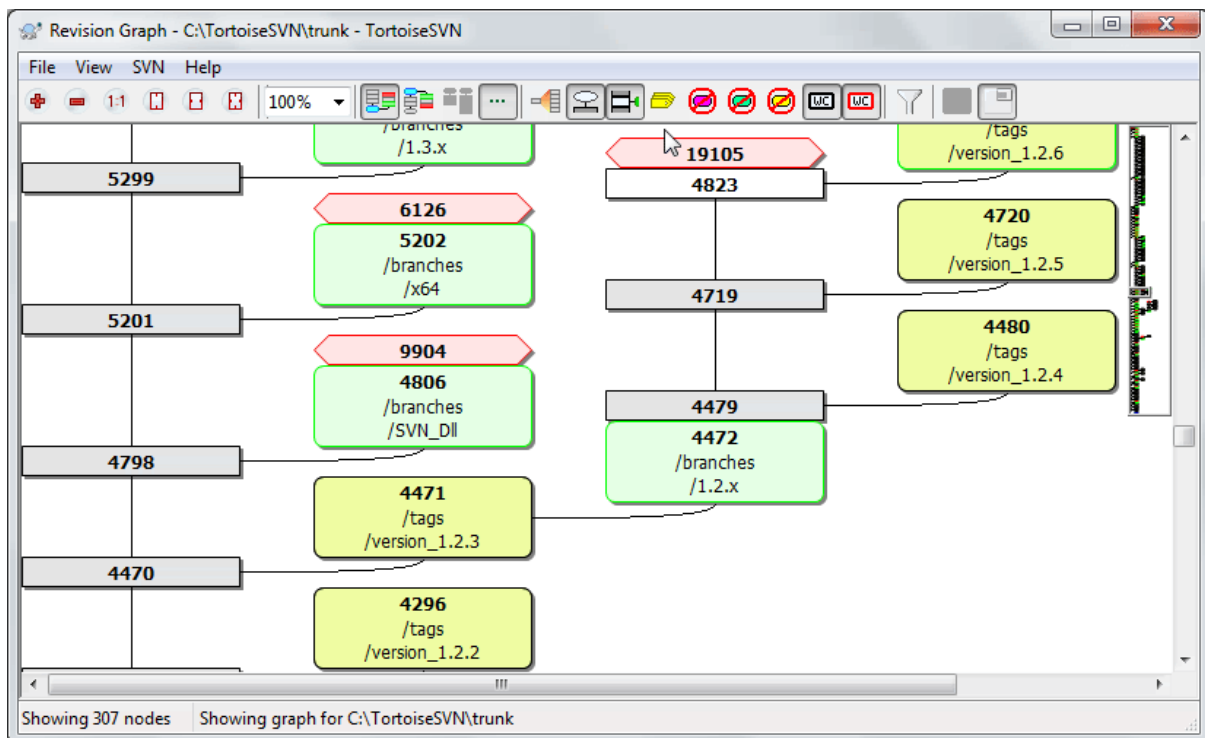 Revision Graph - C:\TortoiseSVN\trunk - TortoiseSVN
File View SVN Help
1:1 100% ... WC WC
/branches
/1.3.x
5299
6126
5202
/branches
/x64
5201
9904
4806
/branches
/SVN_Dll
4798
4471
/tags
/version_1.2.3
4470
4296
/tags
/version_1.2.2
19105
4823
4719
4479
4472
/branches
/1.2.x
/tags
/version_1.2.6
4720
/tags
/version_1.2.5
4480
/tags
/version_1.2.4
Showing 307 nodes Showing graph for C:\TortoiseSVN\trunk